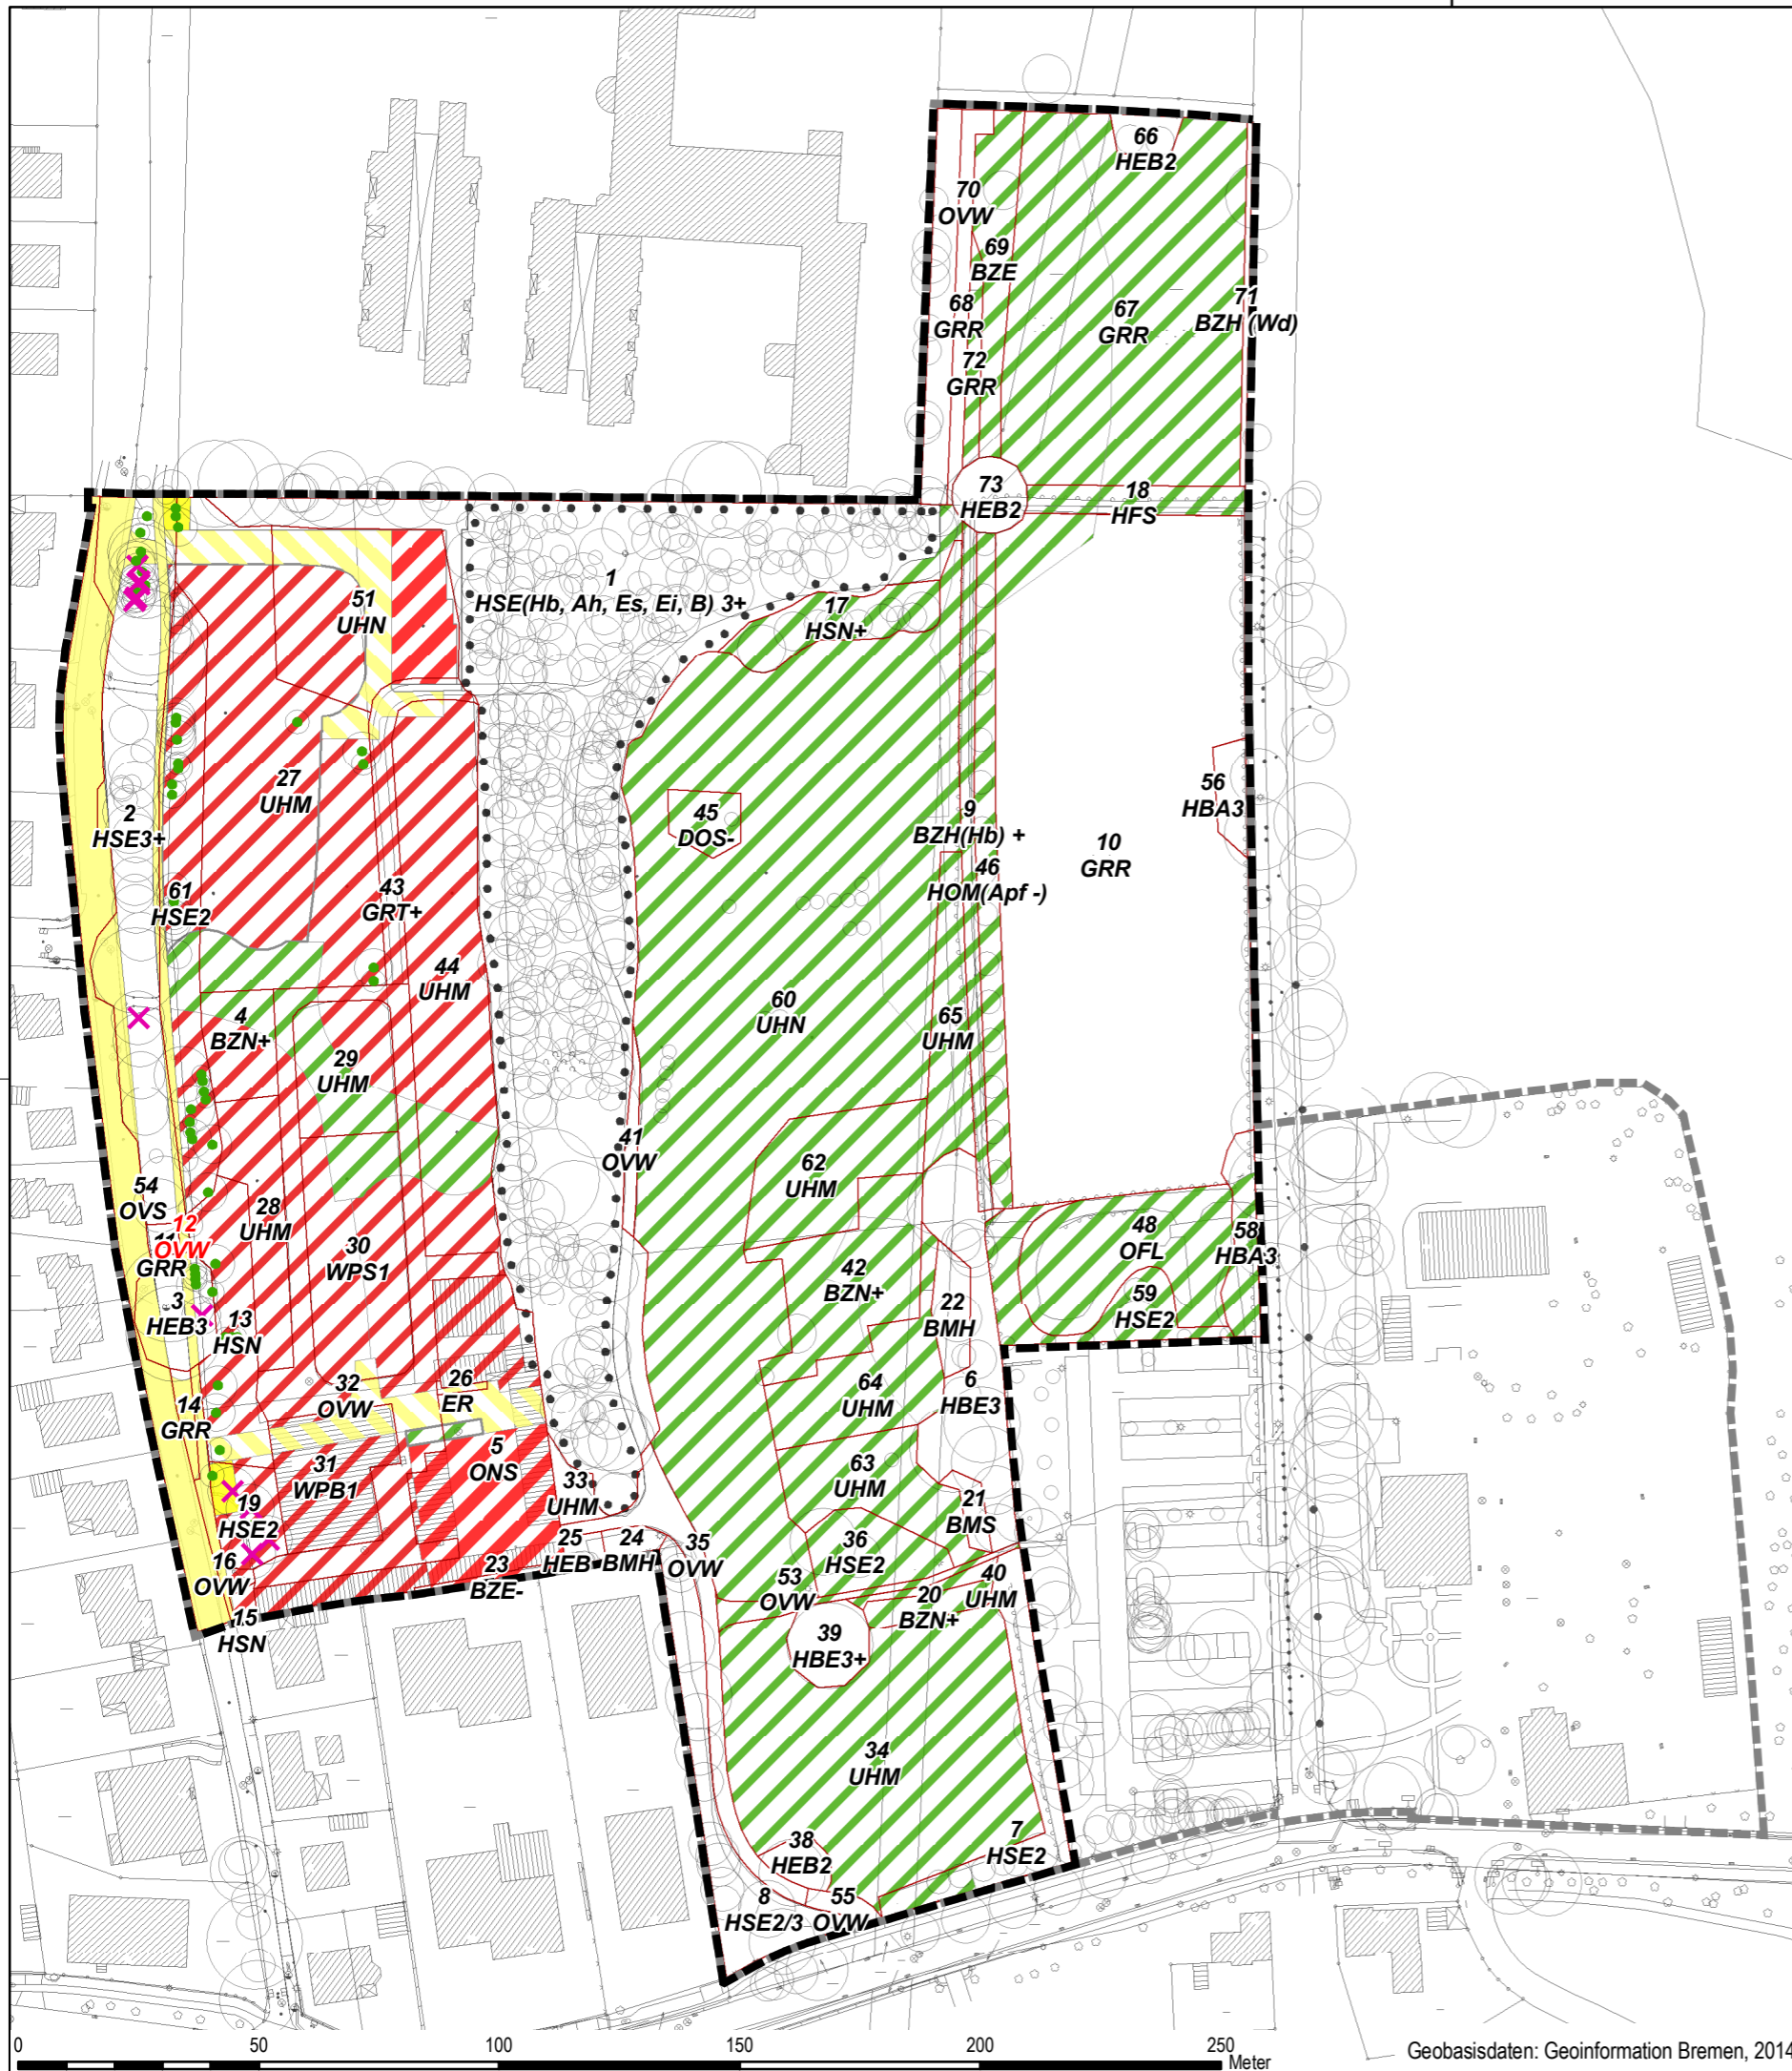 66
HEB2
70
OVW
69
BZE
68
GRR
67
GRR
71
BZH (Wd)
72
GRR
73
HEB2
18
HFS
1
HSE(Hb, Ah, Es, Ei, B) 3+
51
UHN
17
HSN+
27
UHM
2
HSE3+
45
DOS-
9
BZH(Hb) +
56
HBA3
10
GRR
46
HOM(Apf -)
61
HSE2
43
GRT+
44
UHM
4
BZN+
29
UHM
60
UHN
65
UHM
41
OVW
62
UHM
54
OVS
12
OVW
11
GRR
28
UHM
30
WPS1
48
OFL
58
HBA3
3
HEB3
13
HSN
42
BZN+
22
BMH
59
HSE2
32
OVW
26
ER
14
GRR
64
UHM
6
HBE3
31
WPB1
5
ONS
33
UHM
63
UHM
21
BMS
19
HSE2
16
OVW
25
HEB
24
BMH
35
OVW
36
HSE2
23
BZE-
53
OVW
20
BZN+
40
UHM
15
HSN
39
HBE3+
34
UHM
38
HEB2
7
HSE2
8
HSE2/3
55
OVW
0 50 100 150 200 250
Meter
Geobasisdaten: Geoinformation Bremen, 2014